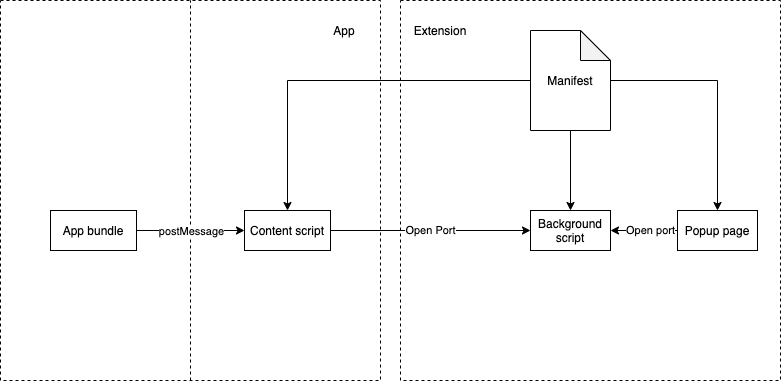 App
Extension
Manifest
App bundle
postMessage
Content script
Open Port
Background
script
Open port
Popup page